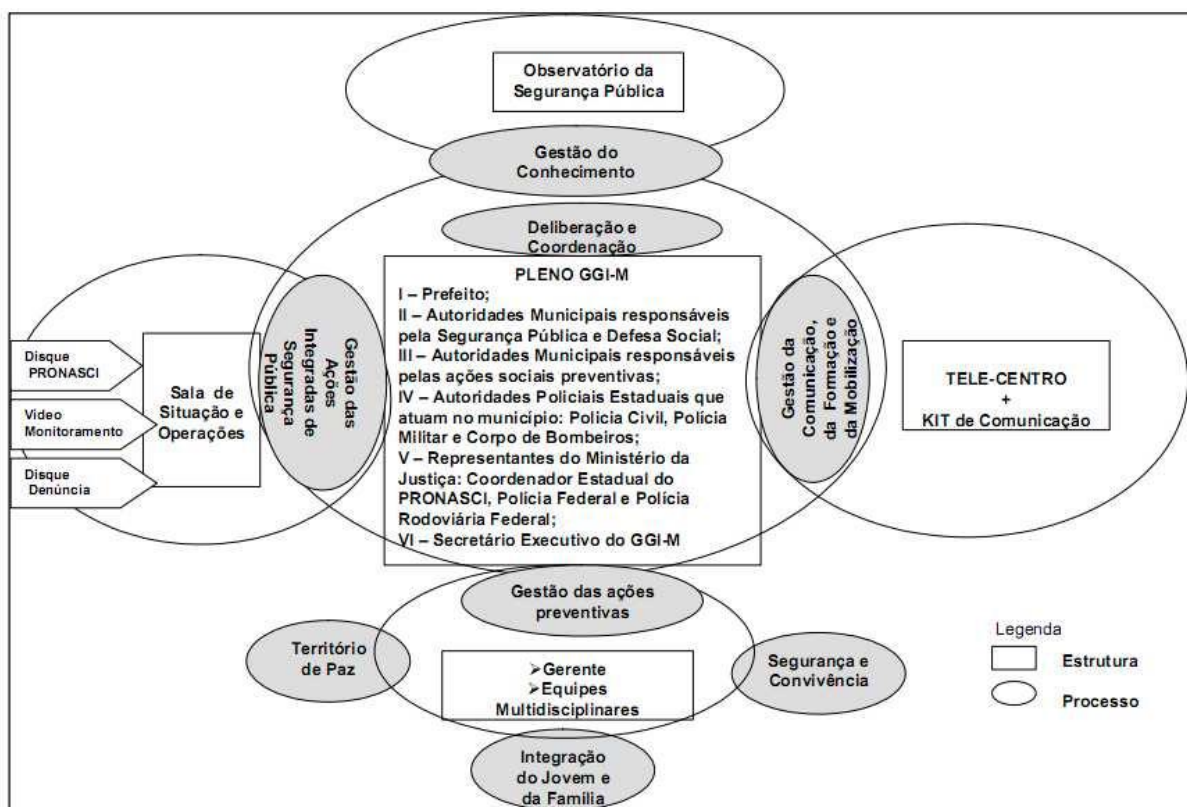 Observatório da
Segurança Pública
Gestão do
Conhecimento
Deliberação e
Coordenação
PLENO GGI-M
I – Prefeito;
II – Autoridades Municipais responsáveis
pela Segurança Pública e Defesa Social;
III – Autoridades Municipais responsáveis
pelas ações sociais preventivas;
IV – Autoridades Policiais Estaduais que
atuam no município: Polícia Civil, Polícia
Militar e Corpo de Bombeiros;
V – Representantes do Ministério da
Justiça: Coordenador Estadual do
PRONASCI, Polícia Federal e Polícia
Rodoviária Federal;
VI – Secretário Executivo do GGI-M
Disque
PRONASCI
Vídeo
Monitoramento
Disque
Denúncia
Sala de
Situação e
Operações
Gestão das
Ações
Integradas de
Segurança
Pública
Gestão da
Comunicação,
da Formação e
da Mobilização
TELE-CENTRO
+
KIT de Comunicação
Gestão das ações
preventivas
Território
de Paz
➢Gerente
➢Equipes
Multidisciplinares
Segurança e
Convivência
Integração
do Jovem e
da Família
Legenda
Estrutura
Processo